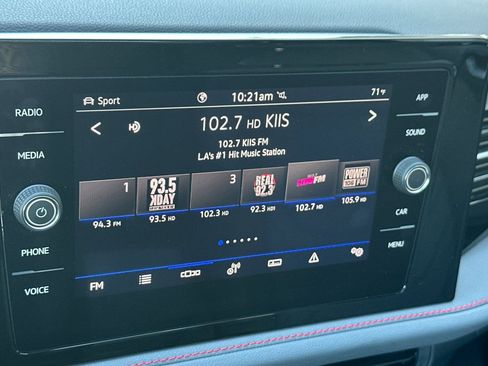 RADIO
MEDIA
PHONE
VOICE
Sport
10:21am
71°F
102.7 HD KIIS
102.7 KIIS FM
LA's #1 Hit Music Station
1
93.5
KDAY
3
REAL
92.3
FM
POWER
106 FM
94.3 FM
93.5 HD
102.3 HD
92.3 HD1
102.7 HD
105.9 HD
FM
APP
SOUND
CAR
MENU